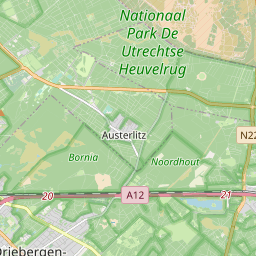 Nationaal
Park De
Utrechtse
Heuvelrug
N22
Austerlitz
Bornia
Noordhout
20
A12
21
Driebergen-